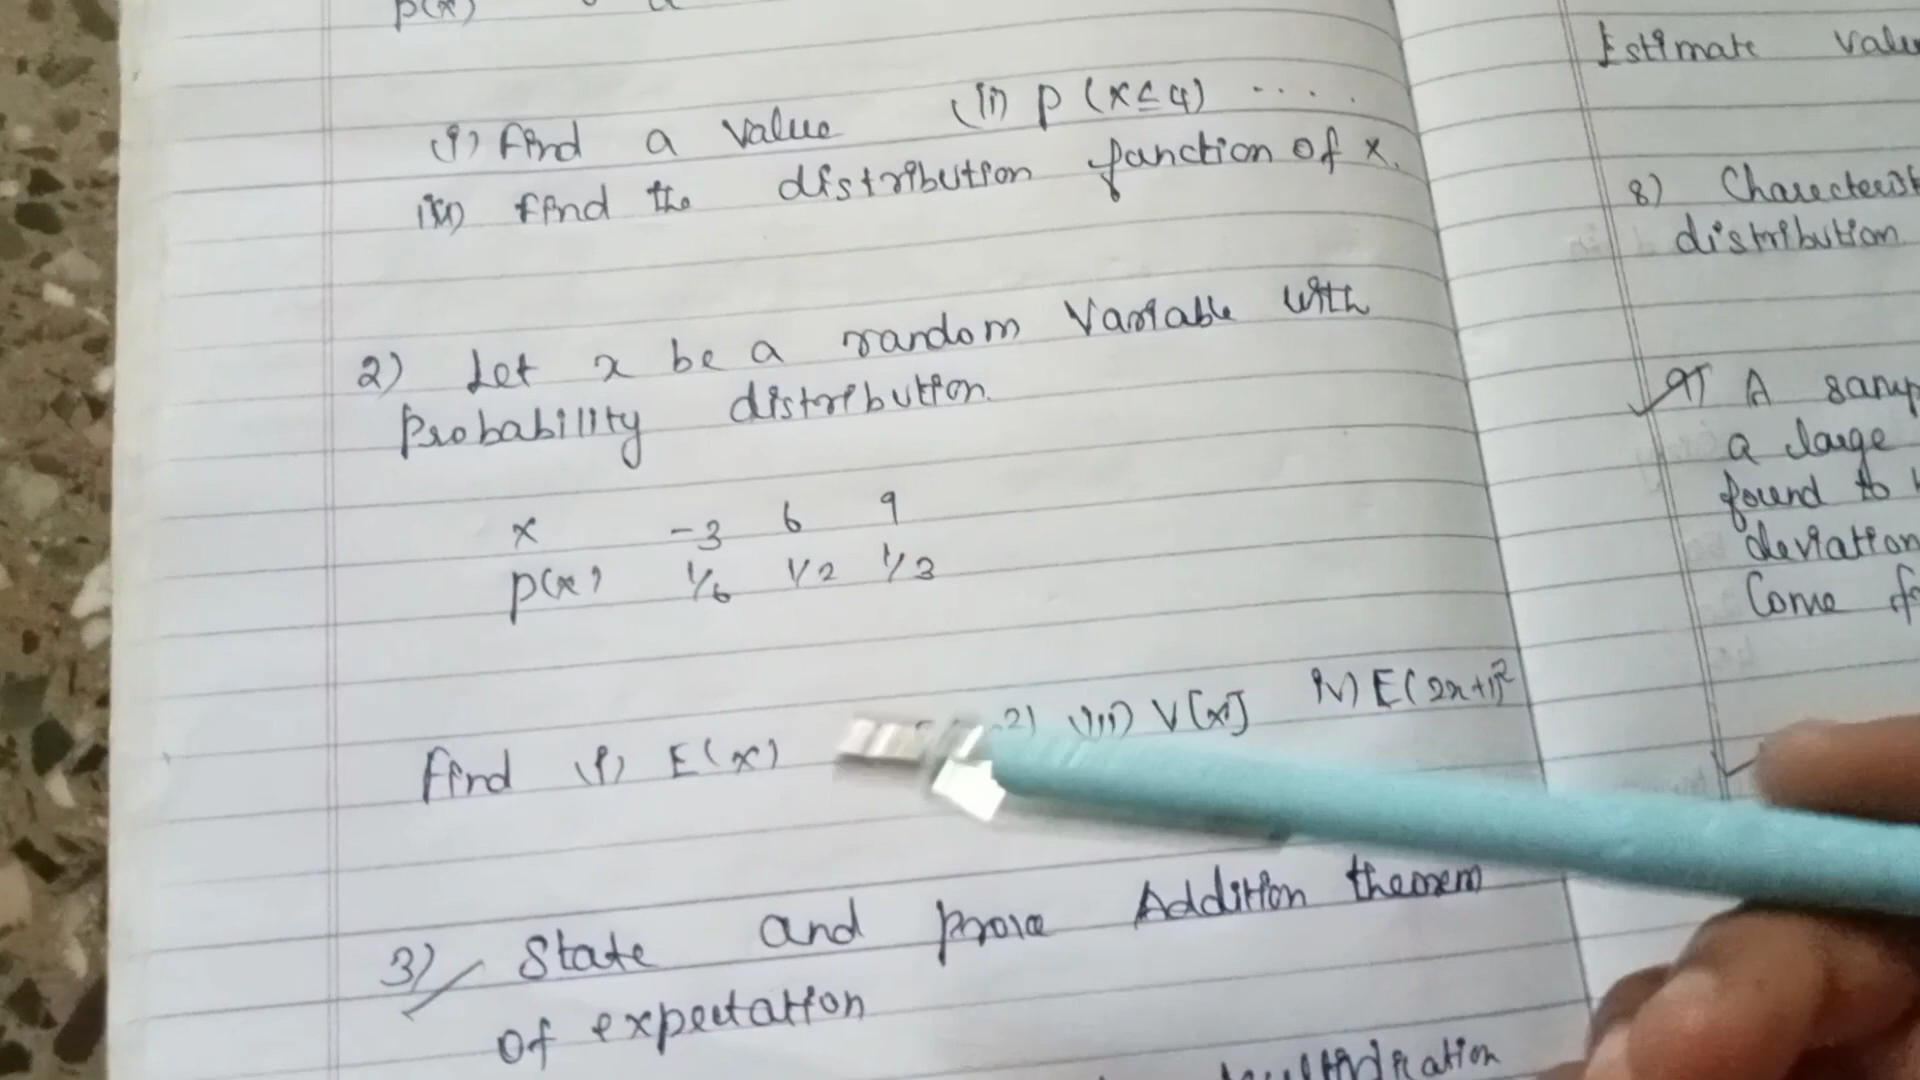 p(x)
(i) Find a value (ii) P(x≤4) ....
(iii) find the distribution function of x.
2) Let x be a random Variable with
Probability distribution.
x -3 6 9
p(x) 1/6 1/2 1/3
Find (i) E(x) 2) (iii) V[x] iv) E(2x+1)²
3) State and prove Addition theorem
of expectation
Estimate
8)
distribution
9) A
a large
found to
deviation
Come